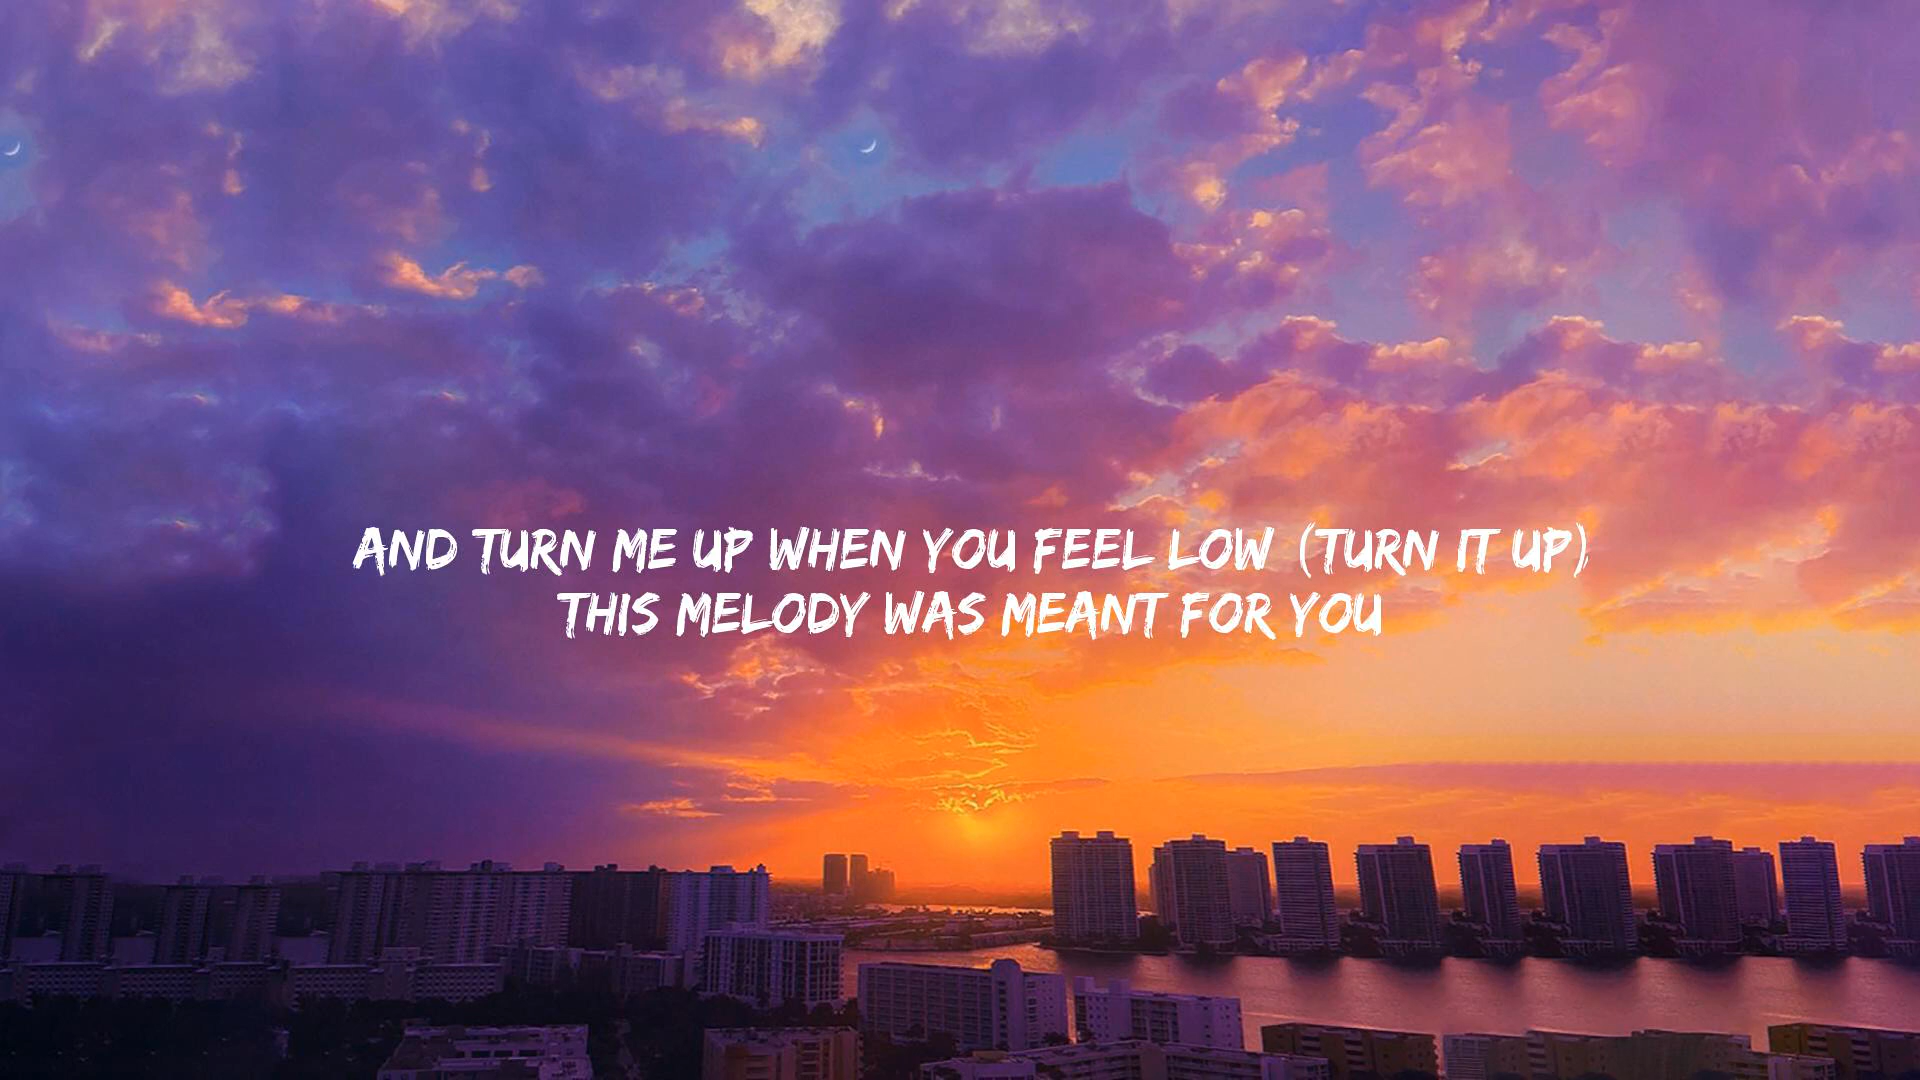 AND TURN ME UP WHEN YOU FEEL LOW (TURN IT UP)
THIS MELODY WAS MEANT FOR YOU